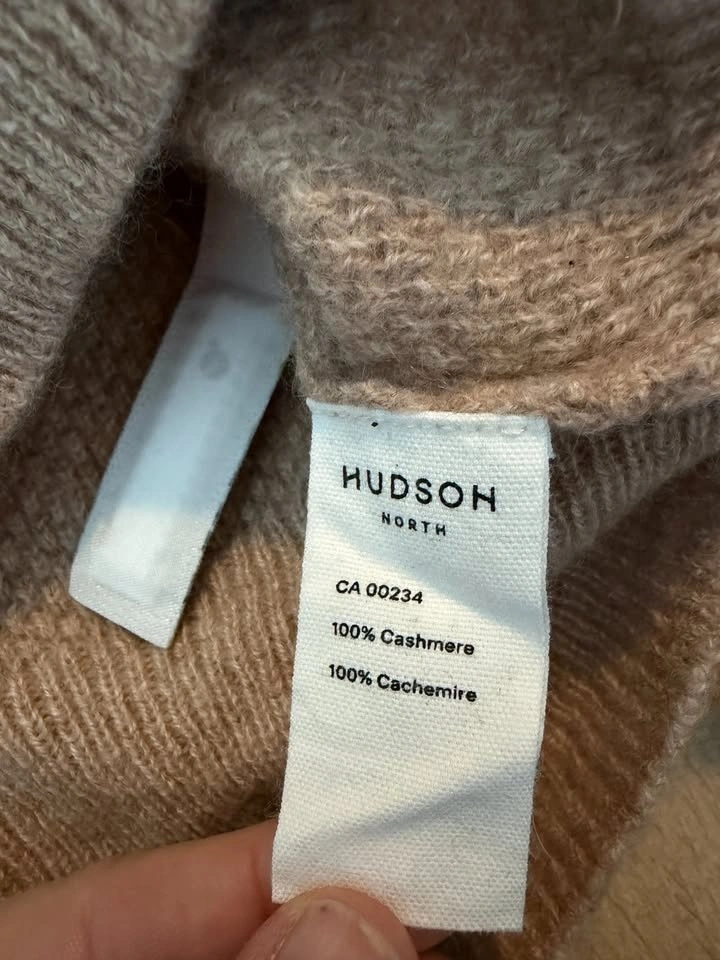 HUDSON
NORTH
CA 00234
100% Cashmere
100% Cachemire